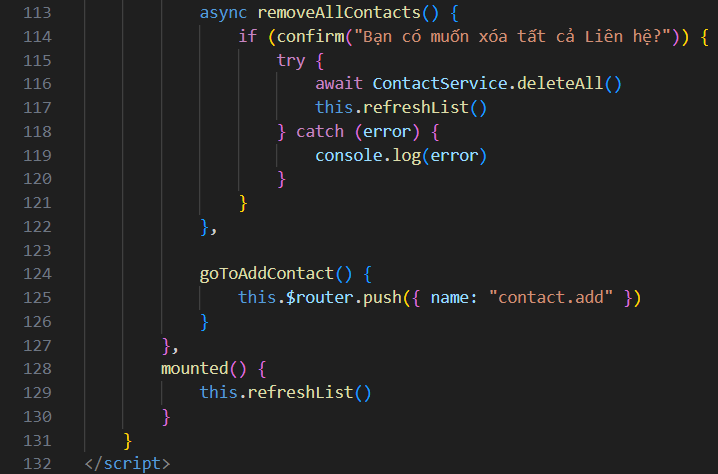 113 async removeAllContacts() {
114 if (confirm("Bạn có muốn xóa tất cả Liên hệ?")) {
115 try {
116 await ContactService.deleteAll()
117 this.refreshList()
118 } catch (error) {
119 console.log(error)
120 }
121 }
122 },
123
124 goToAddContact() {
125 this.$router.push({ name: "contact.add" })
126 }
127 },
128 mounted() {
129 this.refreshList()
130 }
131 }
132 </script>